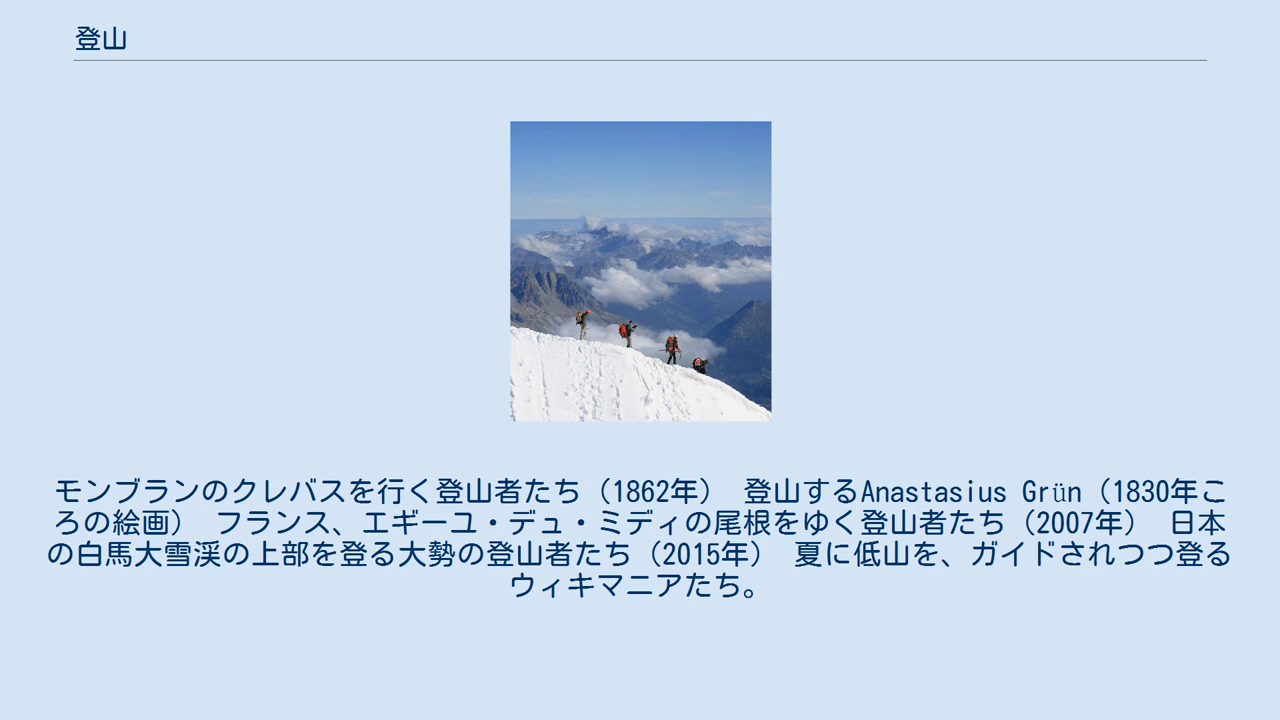 登山
モンブランのクレバスを行く登山者たち（1862年）　登山するAnastasius Grün（1830年こ
ろの絵画）　フランス、エギーユ・デュ・ミディの尾根をゆく登山者たち（2007年）　日本
の白馬大雪渓の上部を登る大勢の登山者たち（2015年）　夏に低山を、ガイドされつつ登る
ウィキマニアたち。